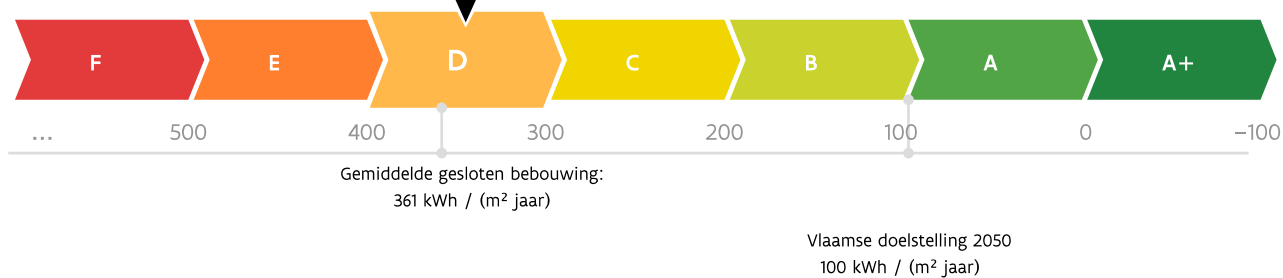 F E D C B A A+
... 500 400 300 200 100 0 −100
Gemiddelde gesloten bebouwing:
361 kWh / (m² jaar)
Vlaamse doelstelling 2050
100 kWh / (m² jaar)